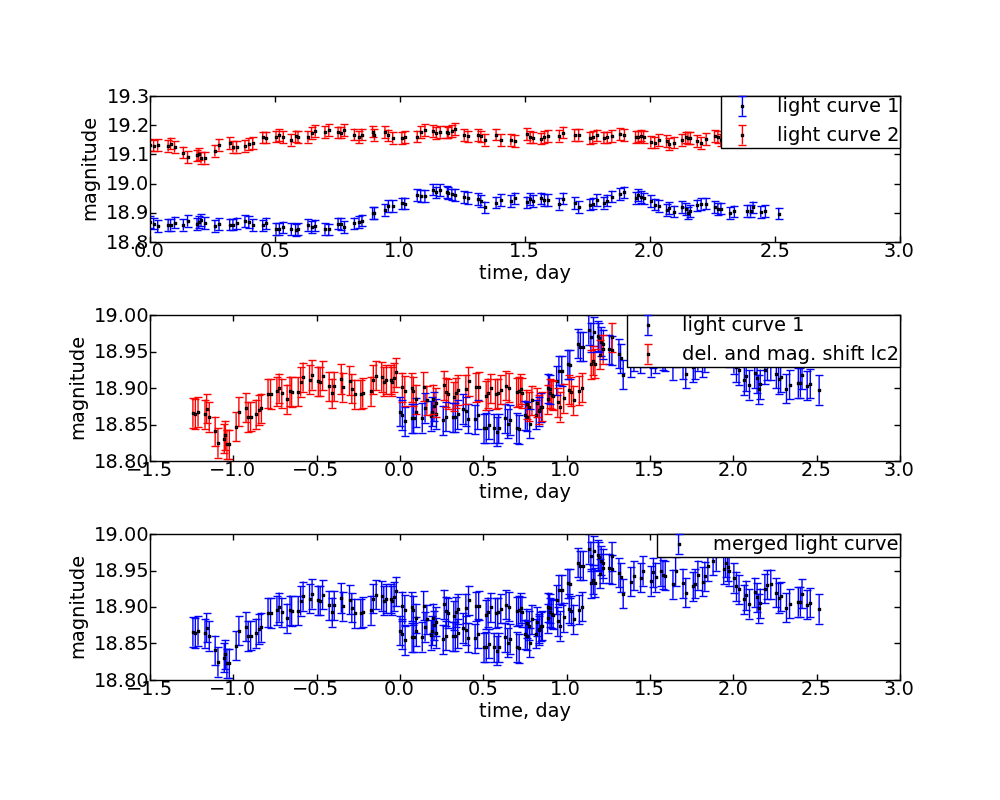 19.3
19.2
19.1
19.0
18.9
18.8
magnitude
light curve 1
light curve 2
0.0 0.5 1.0 1.5 2.0 2.5 3.0
time, day
19.00
18.95
18.90
18.85
18.80
magnitude
light curve 1
del. and mag. shift lc2
−1.5 −1.0 −0.5 0.0 0.5 1.0 1.5 2.0 2.5 3.0
time, day
19.00
18.95
18.90
18.85
18.80
magnitude
merged light curve
−1.5 −1.0 −0.5 0.0 0.5 1.0 1.5 2.0 2.5 3.0
time, day